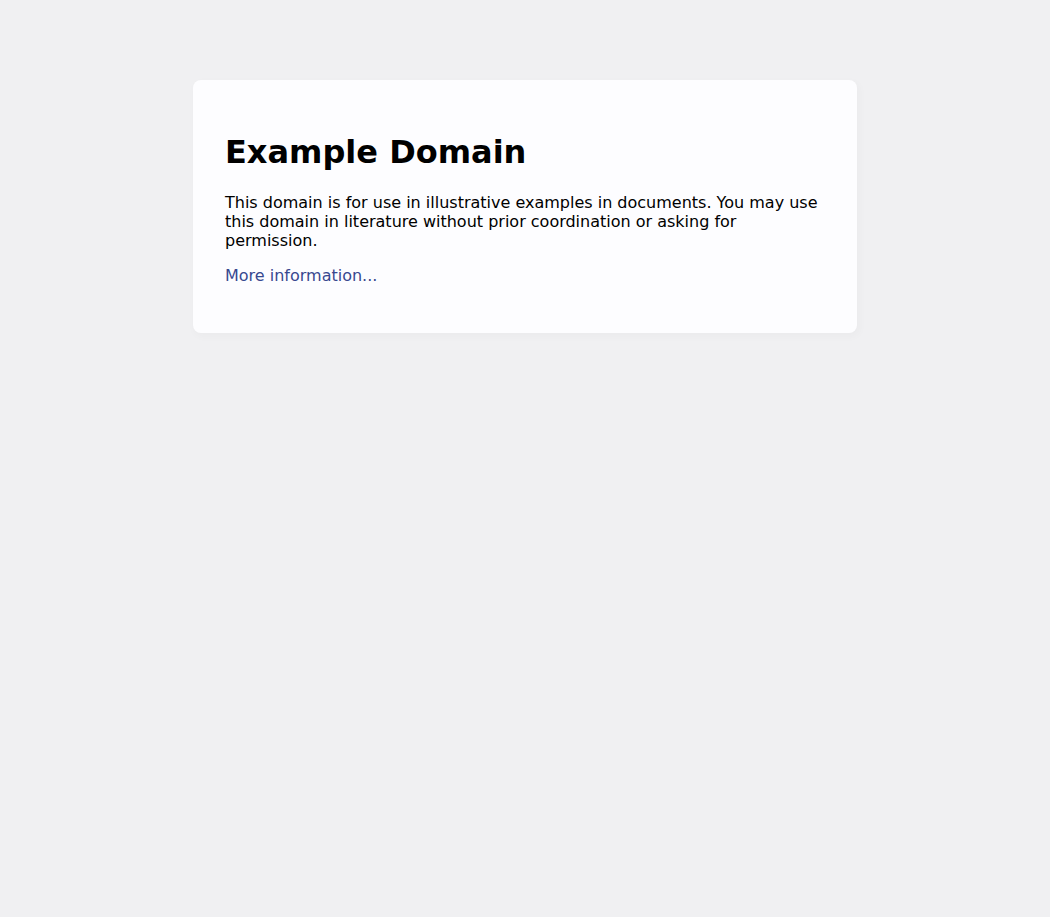 Example Domain
This domain is for use in illustrative examples in documents. You may use
this domain in literature without prior coordination or asking for
permission.
More information...